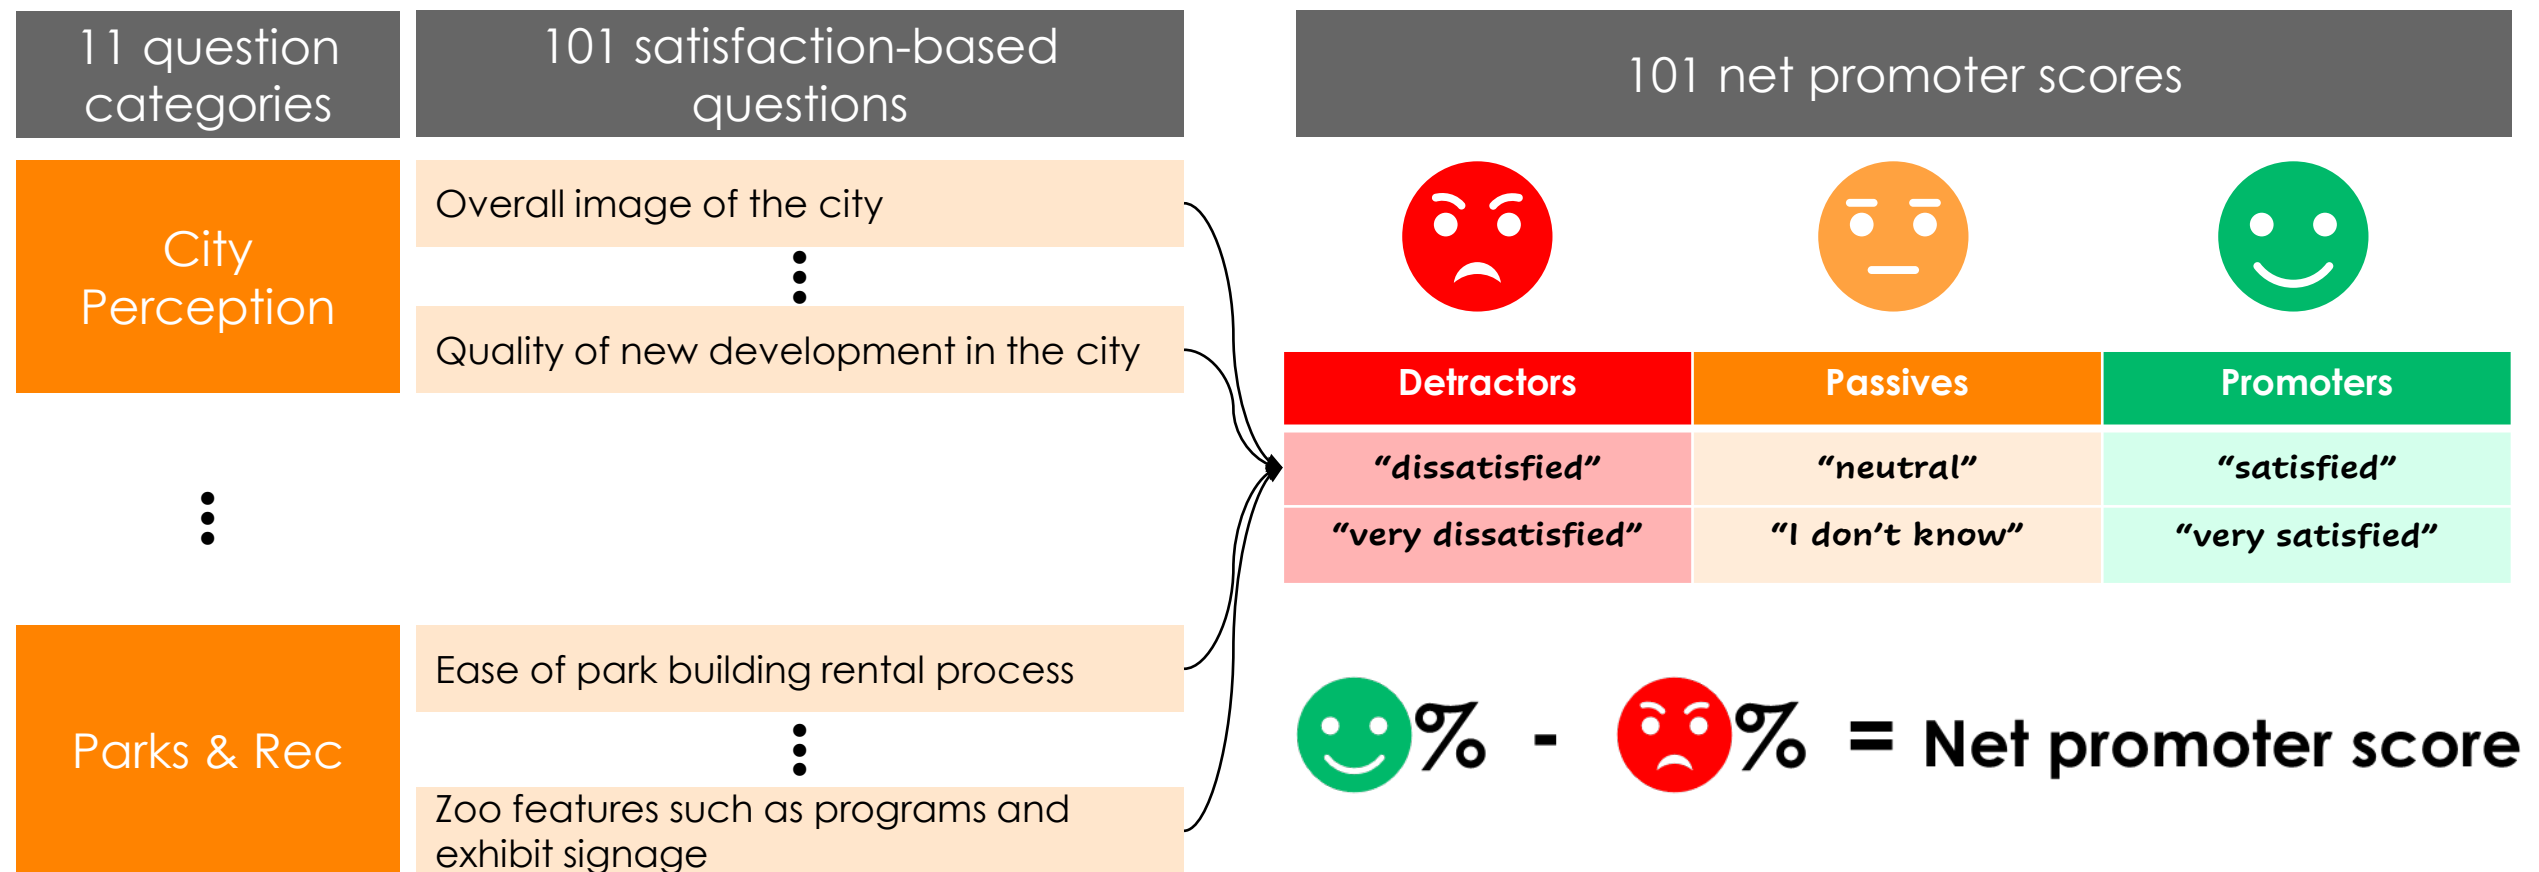 11 question
categories
101 satisfaction-based
questions
101 net promoter scores
City
Perception
Overall image of the city
Quality of new development in the city
Parks & Rec
Ease of park building rental process
Zoo features such as programs and
exhibit signage
Detractors
Passives
Promoters
“dissatisfied”
“neutral”
“satisfied”
“very dissatisfied”
“I don’t know”
“very satisfied”
% - % = Net promoter score